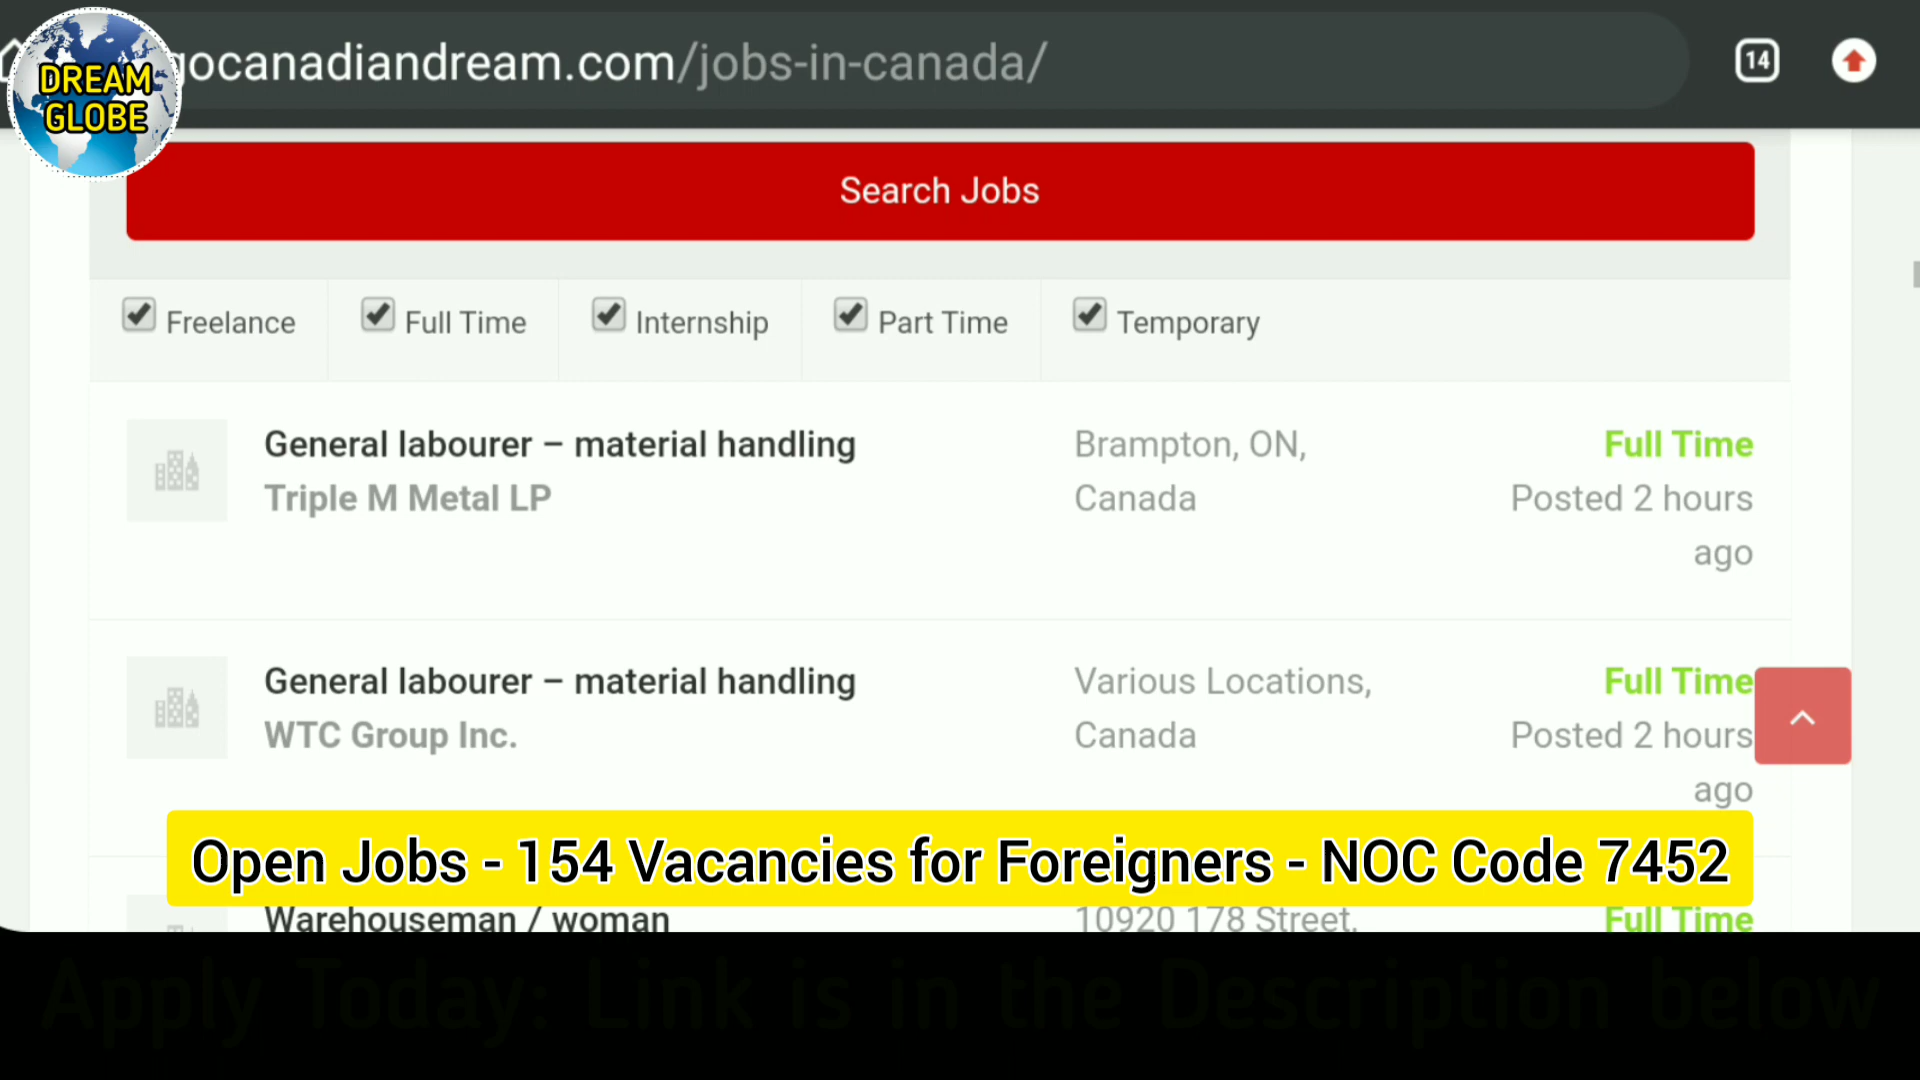 DREAM
GLOBE
gocanadiandream.com/jobs-in-canada/
14
Search Jobs
Freelance
Full Time
Internship
Part Time
Temporary
General labourer – material handling
Triple M Metal LP
Brampton, ON,
Canada
Full Time
Posted 2 hours
ago
General labourer – material handling
WTC Group Inc.
Various Locations,
Canada
Full Time
Posted 2 hours
ago
Open Jobs - 154 Vacancies for Foreigners - NOC Code 7452
Warehouseman / woman
10920 178 Street,
Full Time
Apply Today: Link is in the Description below